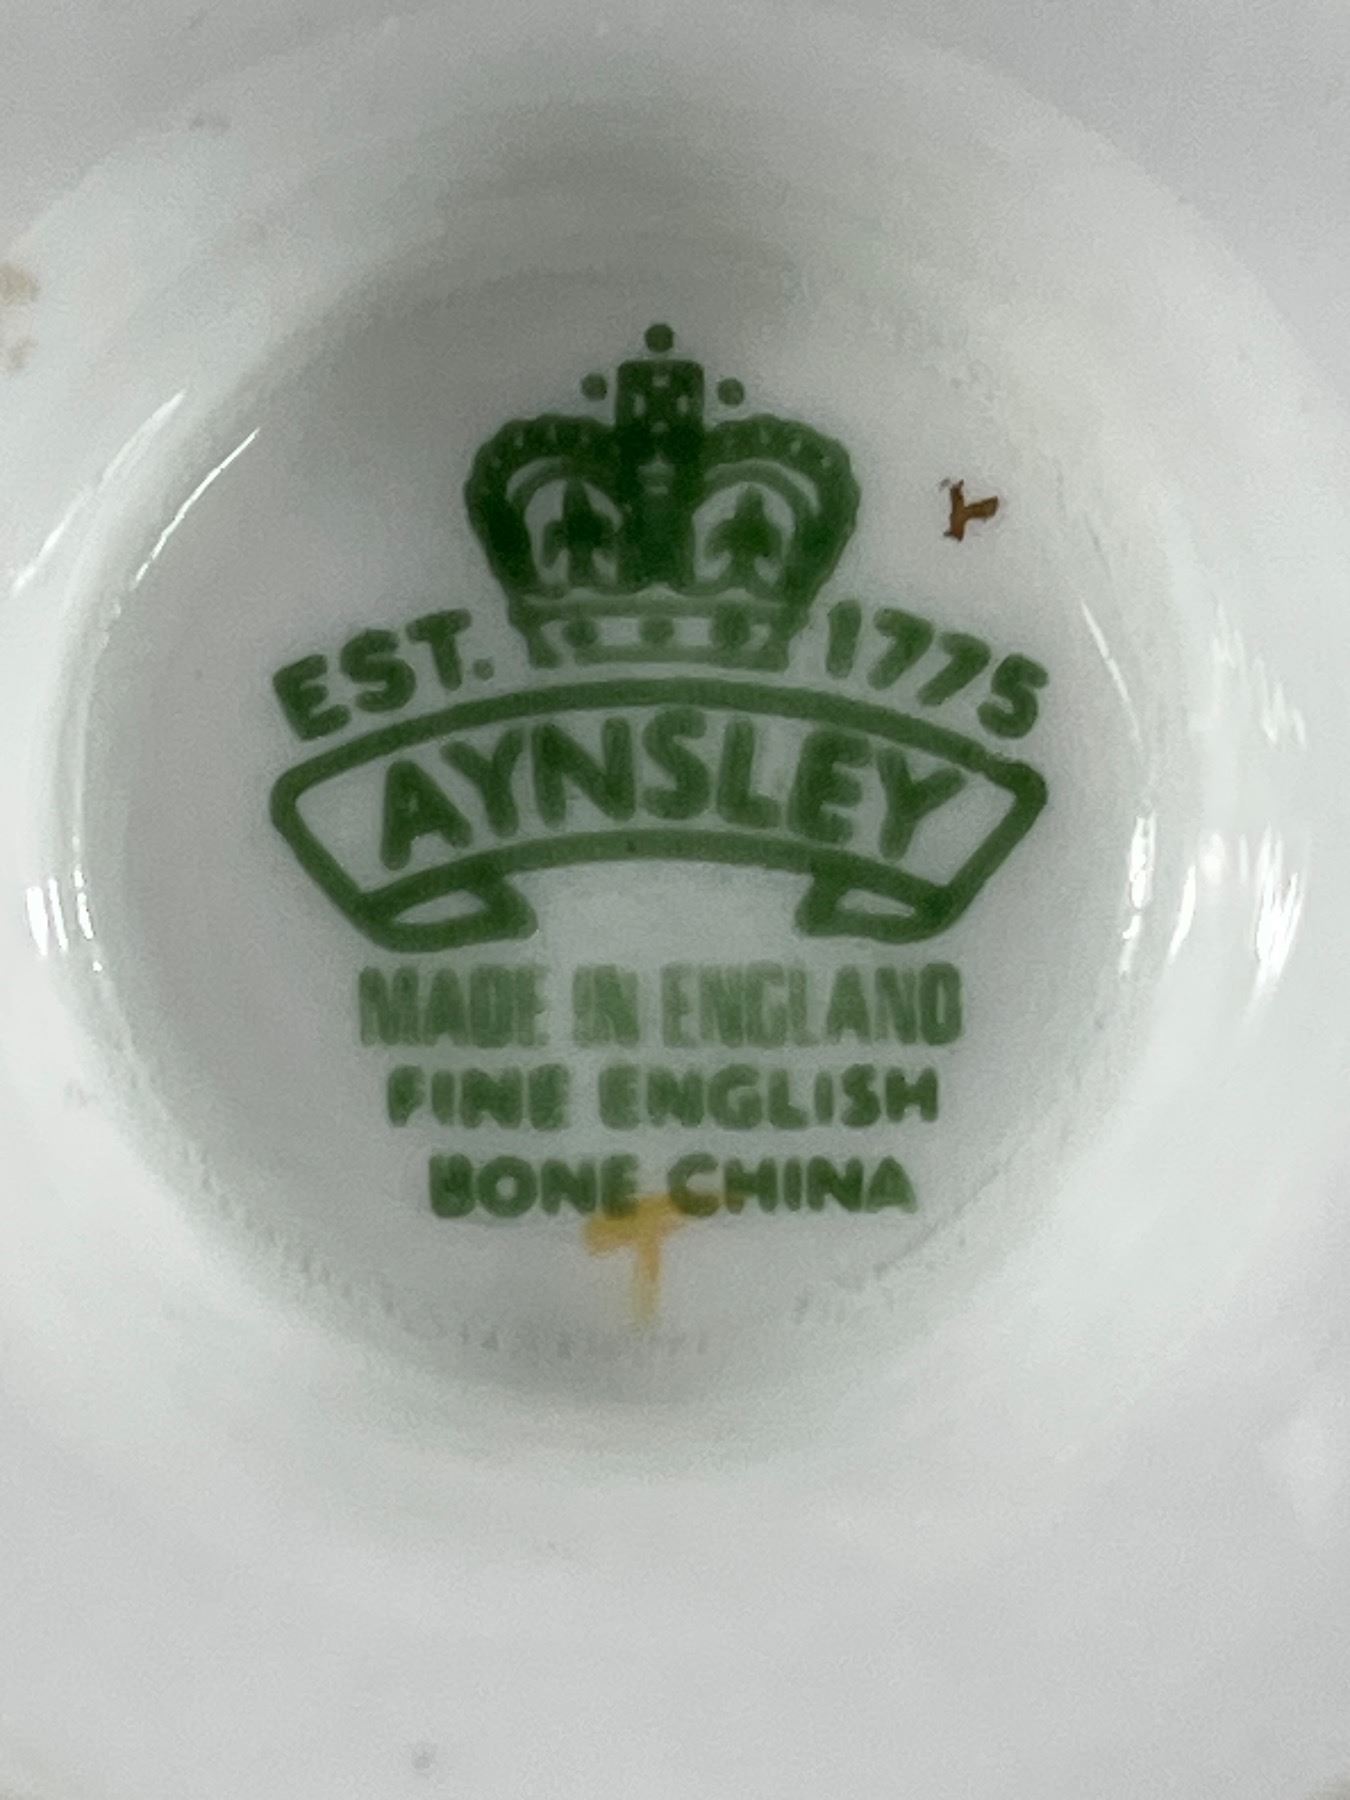 EST. 1775
AYNSLEY
MADE IN ENGLAND
FINE ENGLISH
BONE CHINA